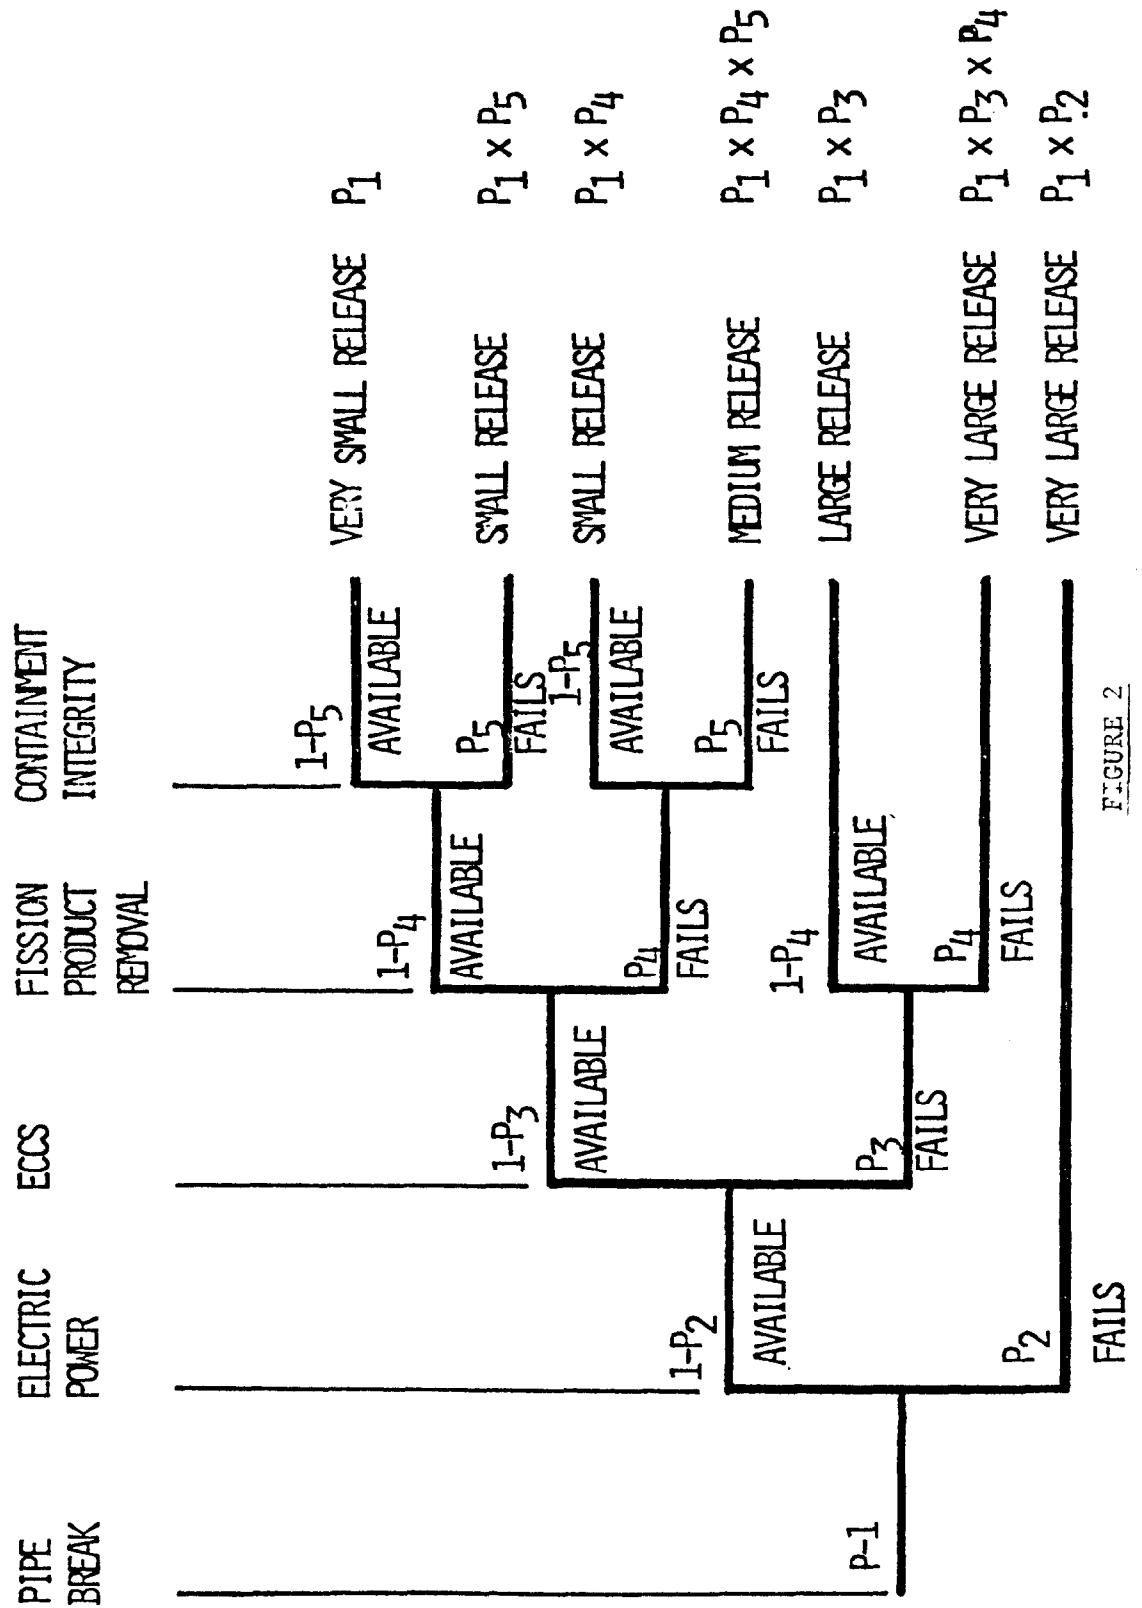 PIPE
BREAK
ELECTRIC
POWER
ECCS
FISSION
PRODUCT
REMOVAL
CONTAINMENT
INTEGRITY
P-1
1-P2
AVAILABLE
P2
FAILS
1-P3
AVAILABLE
P3
FAILS
1-P4
AVAILABLE
P4
FAILS
1-P4
AVAILABLE
P4
FAILS
1-P5
AVAILABLE
P5
FAILS
1-P5
AVAILABLE
P5
FAILS
VERY SMALL RELEASE P1
SMALL RELEASE P1 x P5
SMALL RELEASE P1 x P4
MEDIUM RELEASE P1 x P4 x P5
LARGE RELEASE P1 x P3
VERY LARGE RELEASE P1 x P3 x P4
VERY LARGE RELEASE P1 x P2
FIGURE 2